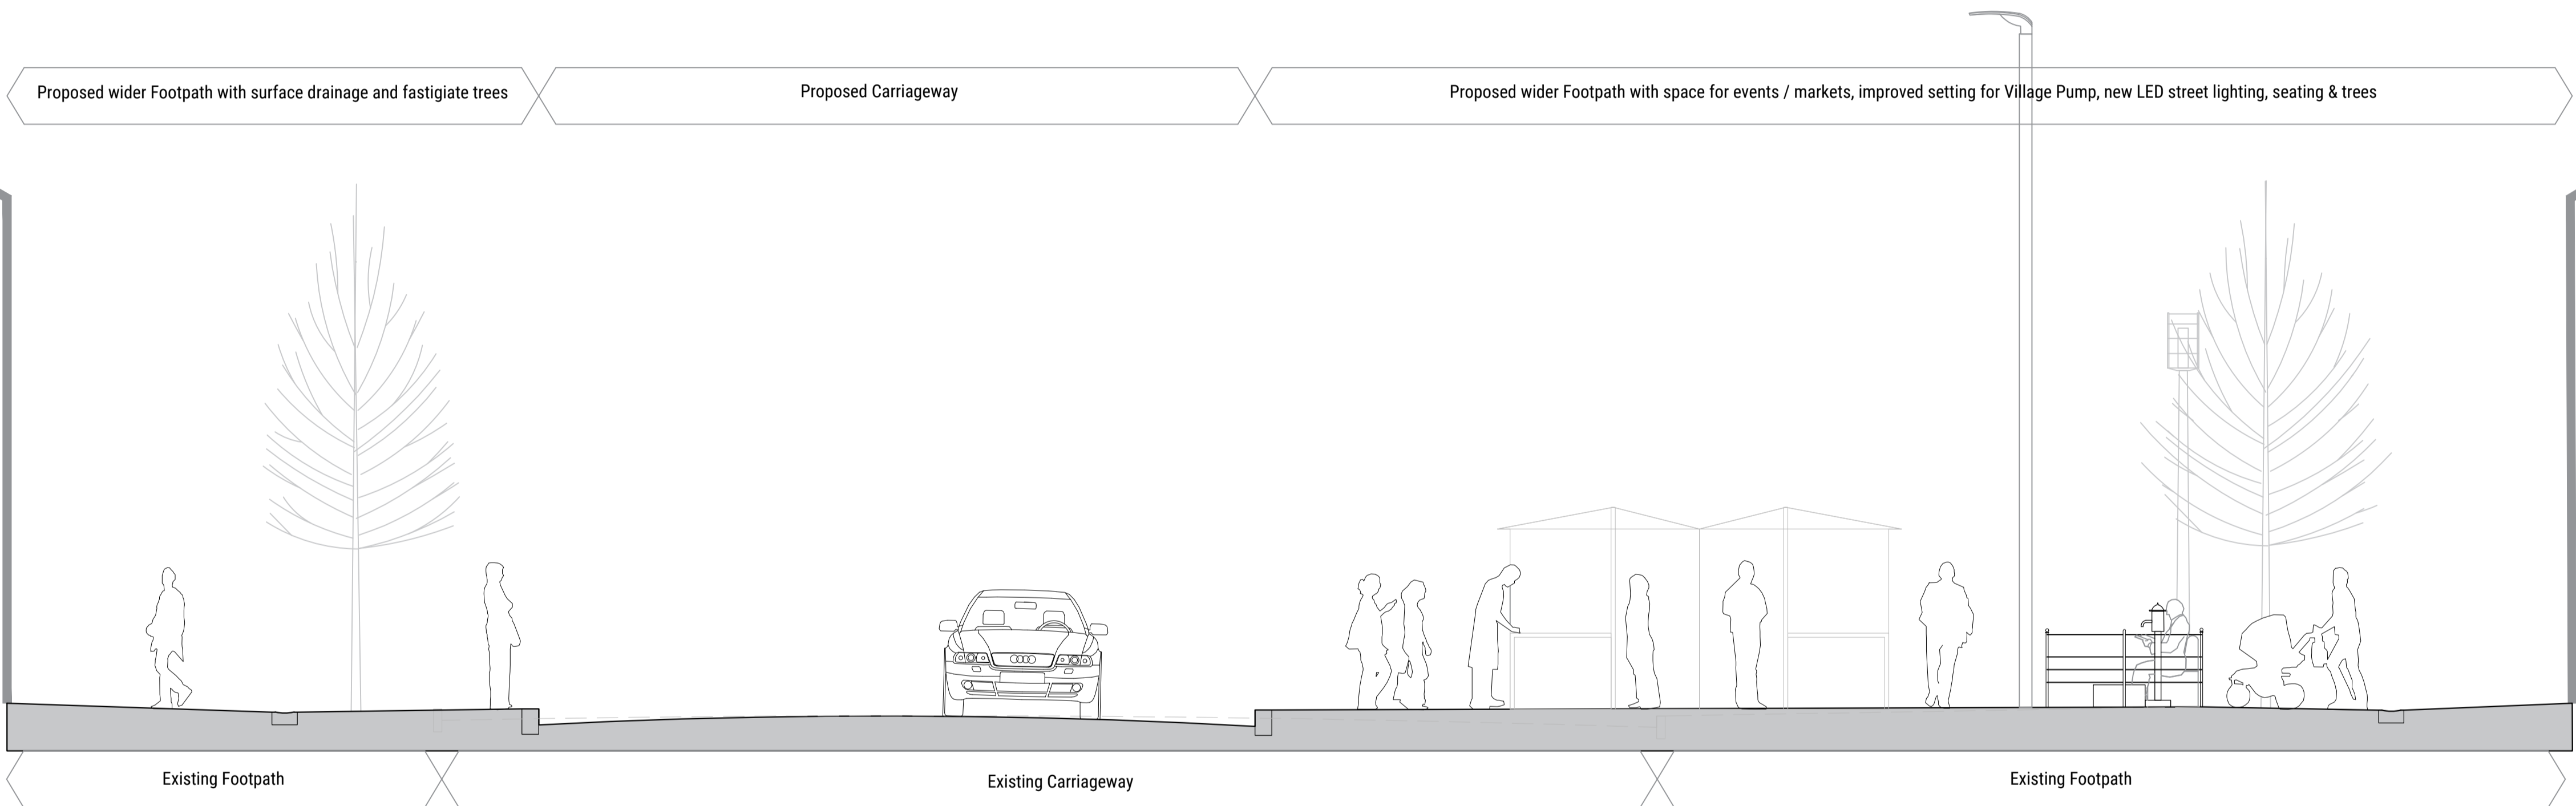 Proposed wider Footpath with surface drainage and fastigiate trees
Proposed Carriageway
Proposed wider Footpath with space for events / markets, improved setting for Village Pump, new LED street lighting, seating & trees
Existing Footpath
Existing Carriageway
Existing Footpath